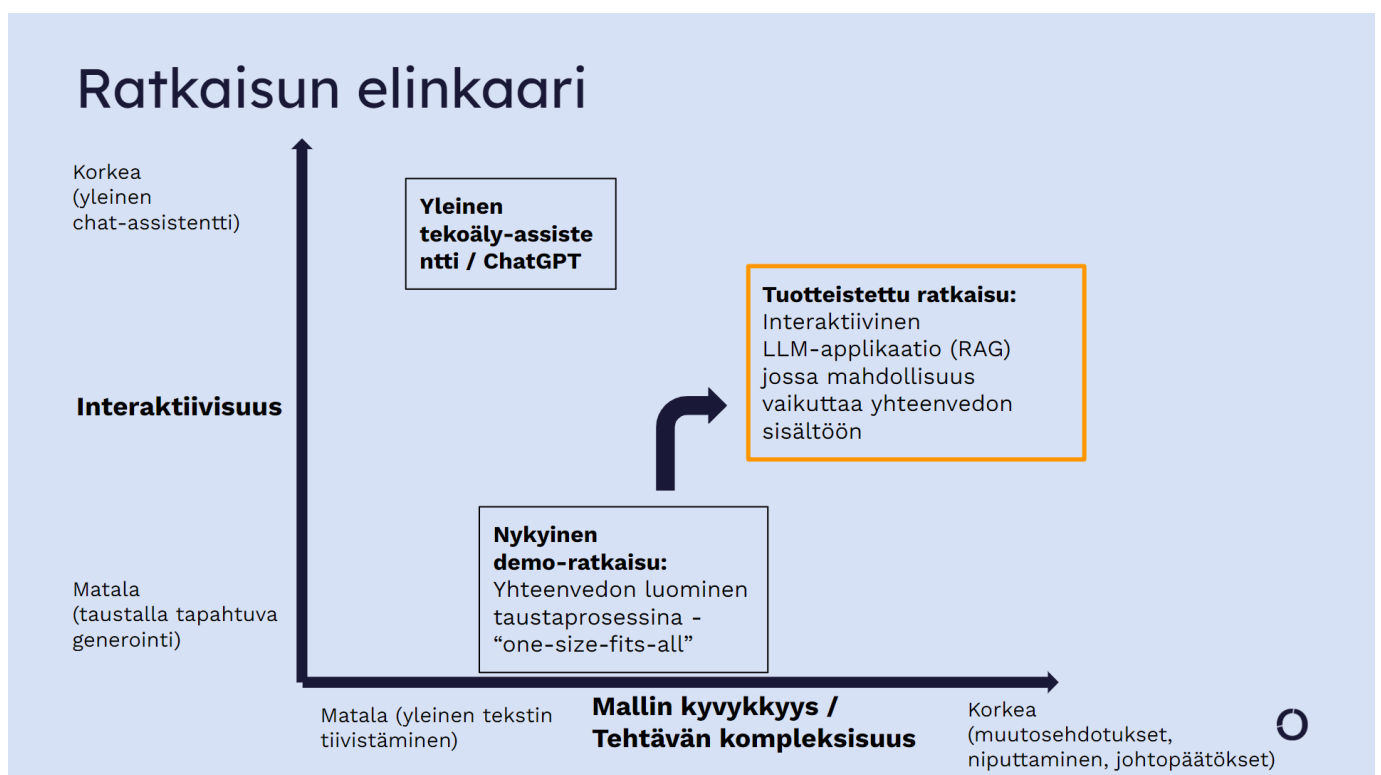 Ratkaisun elinkaari
Korkea
(yleinen
chat-assistentti)
Yleinen
tekoäly-assiste
ntti / ChatGPT
Tuotteistettu ratkaisu:
Interaktiivinen
LLM-applikaatio (RAG)
jossa mahdollisuus
vaikuttaa yhteenvedon
sisältöön
Interaktiivisuus
Nykyinen
demo-ratkaisu:
Yhteenvedon luominen
taustaprosessina -
“one-size-fits-all”
Matala
(taustalla tapahtuva
generointi)
Matala (yleinen tekstin
tiivistäminen)
Mallin kyvykkyys /
Tehtävän kompleksisuus
Korkea
(muutosehdotukset,
niputtaminen, johtopäätökset)